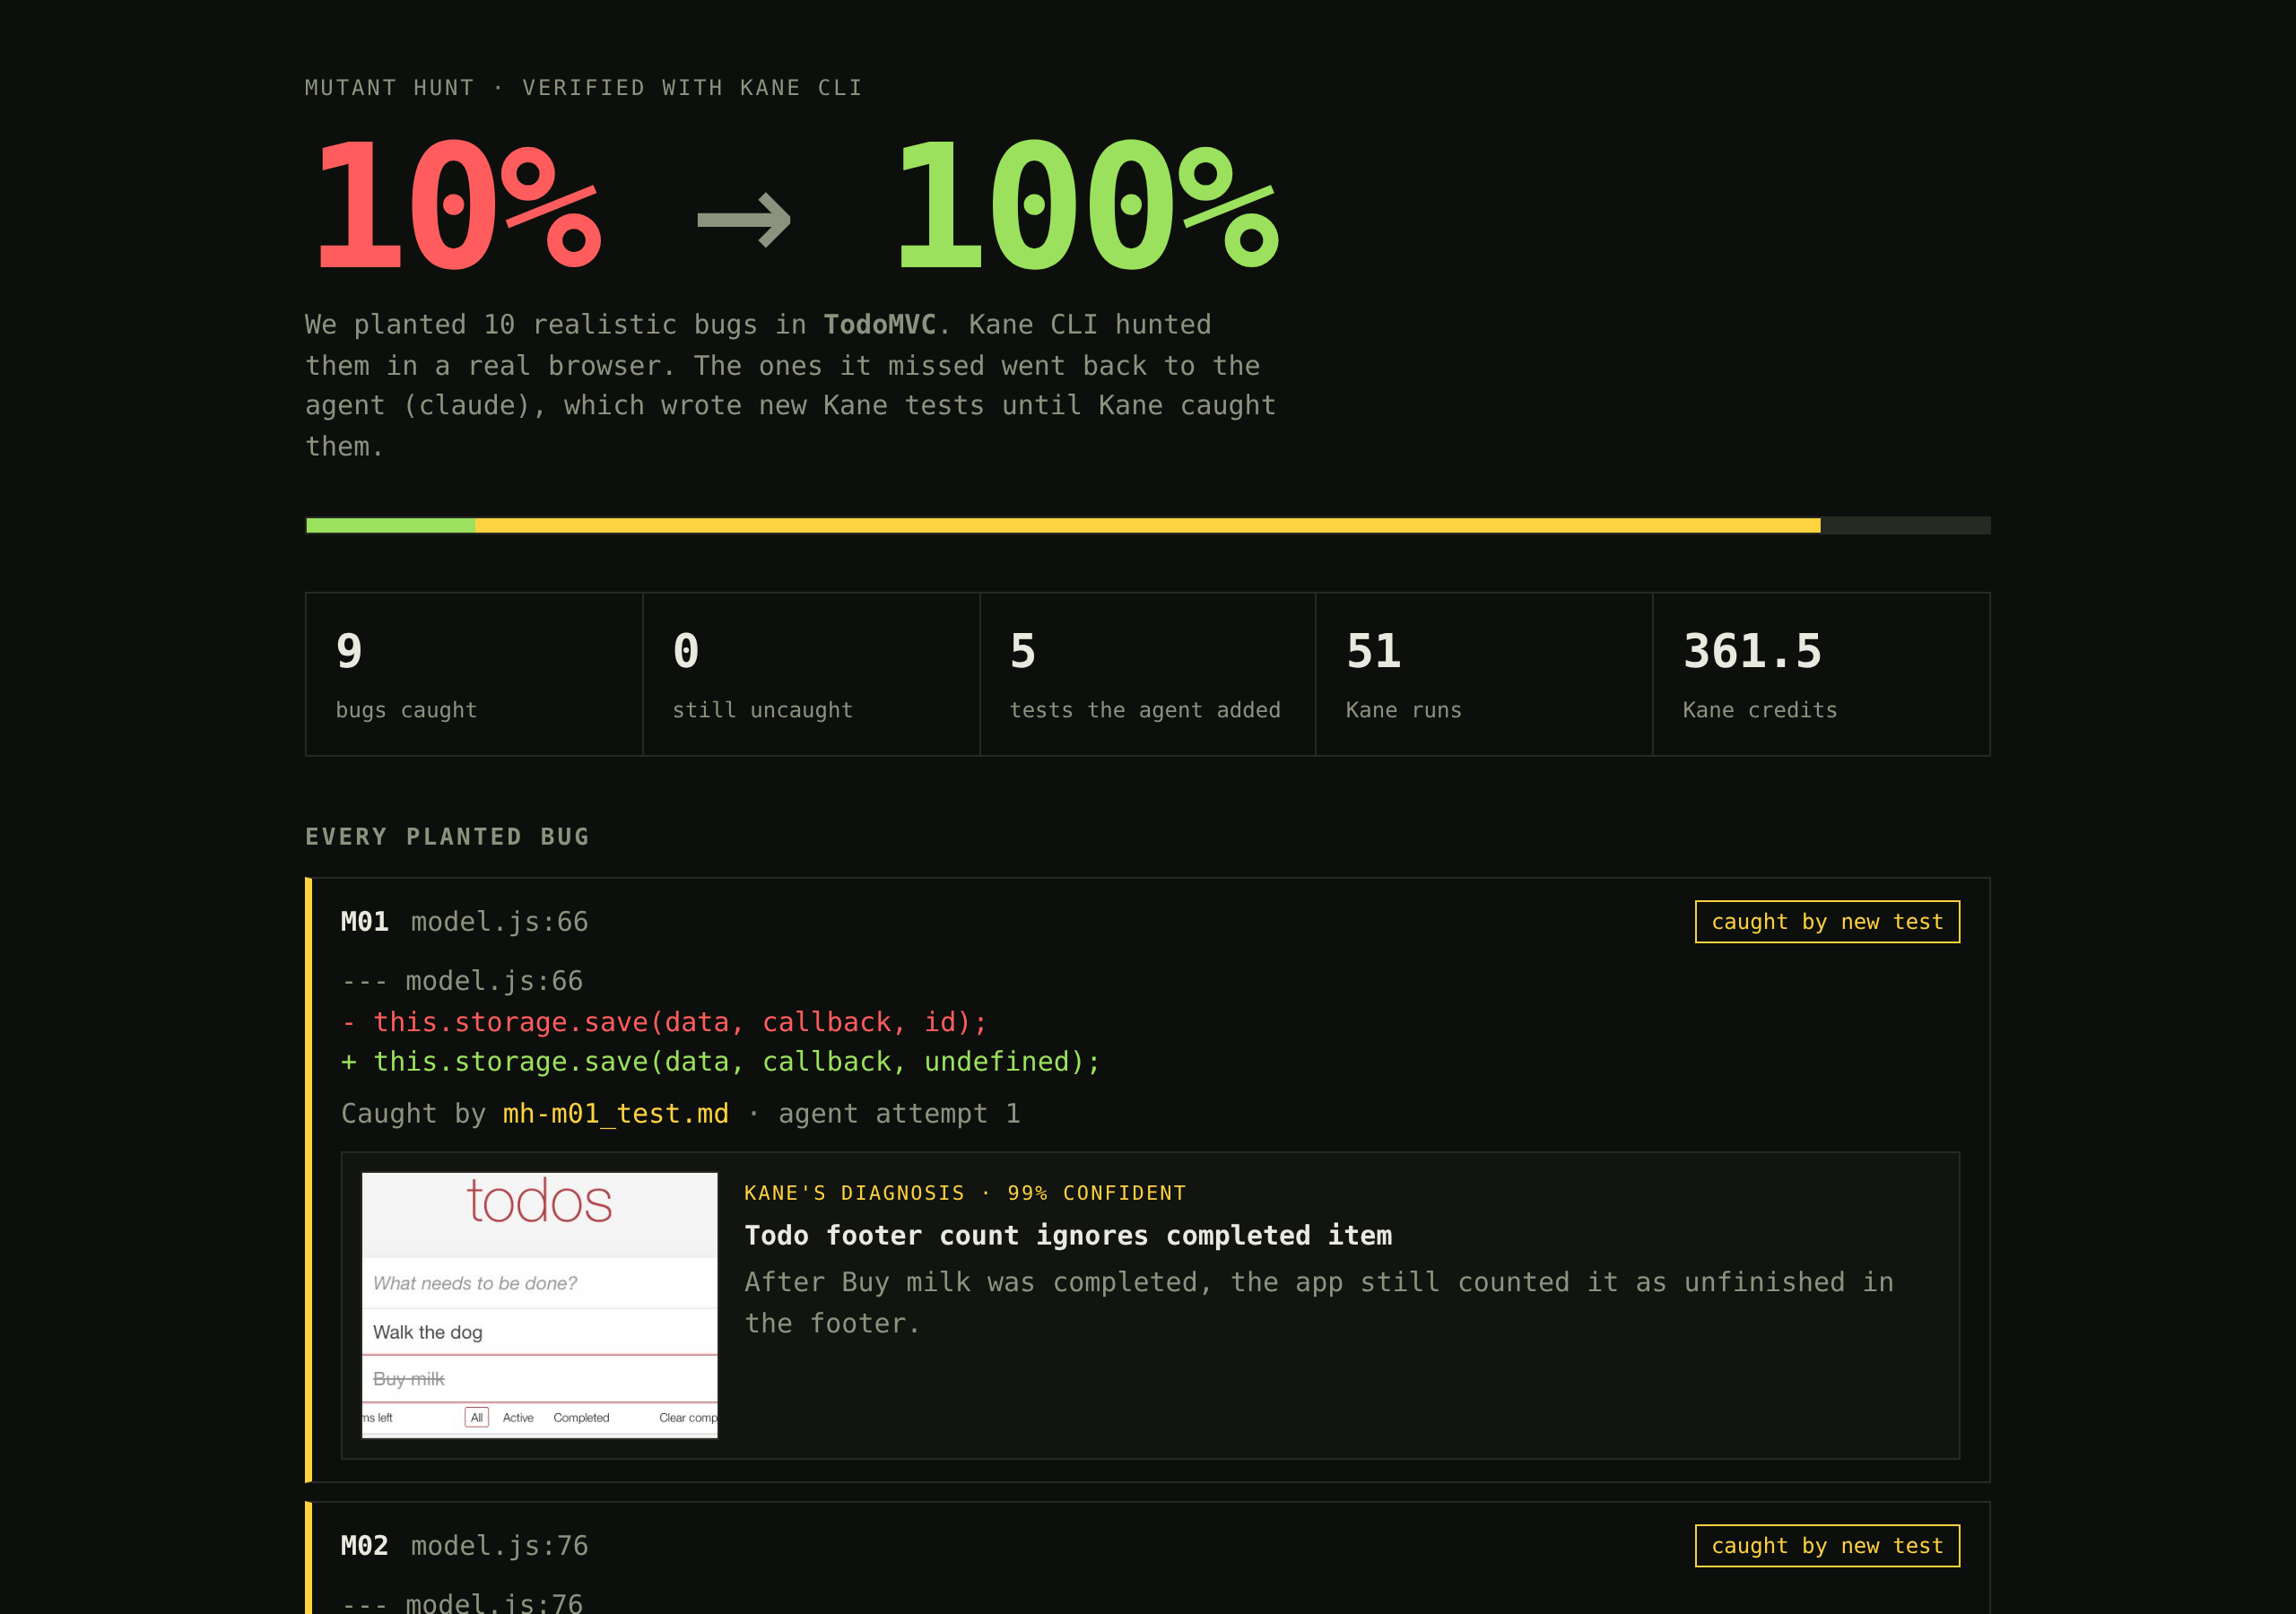 MUTANT HUNT · VERIFIED WITH KANE CLI
10% → 100%
We planted 10 realistic bugs in TodoMVC. Kane CLI hunted
them in a real browser. The ones it missed went back to the
agent (claude), which wrote new Kane tests until Kane caught
them.
9 0 5 51 361.5
bugs caught still uncaught tests the agent added Kane runs Kane credits
EVERY PLANTED BUG
M01 model.js:66 caught by new test
--- model.js:66
- this.storage.save(data, callback, id);
+ this.storage.save(data, callback, undefined);
Caught by mh-m01_test.md · agent attempt 1
todos
What needs to be done?
Walk the dog
Buy milk
ms left All Active Completed Clear comp
KANE'S DIAGNOSIS · 99% CONFIDENT
Todo footer count ignores completed item
After Buy milk was completed, the app still counted it as unfinished in
the footer.
M02 model.js:76 caught by new test
--- model.js:76